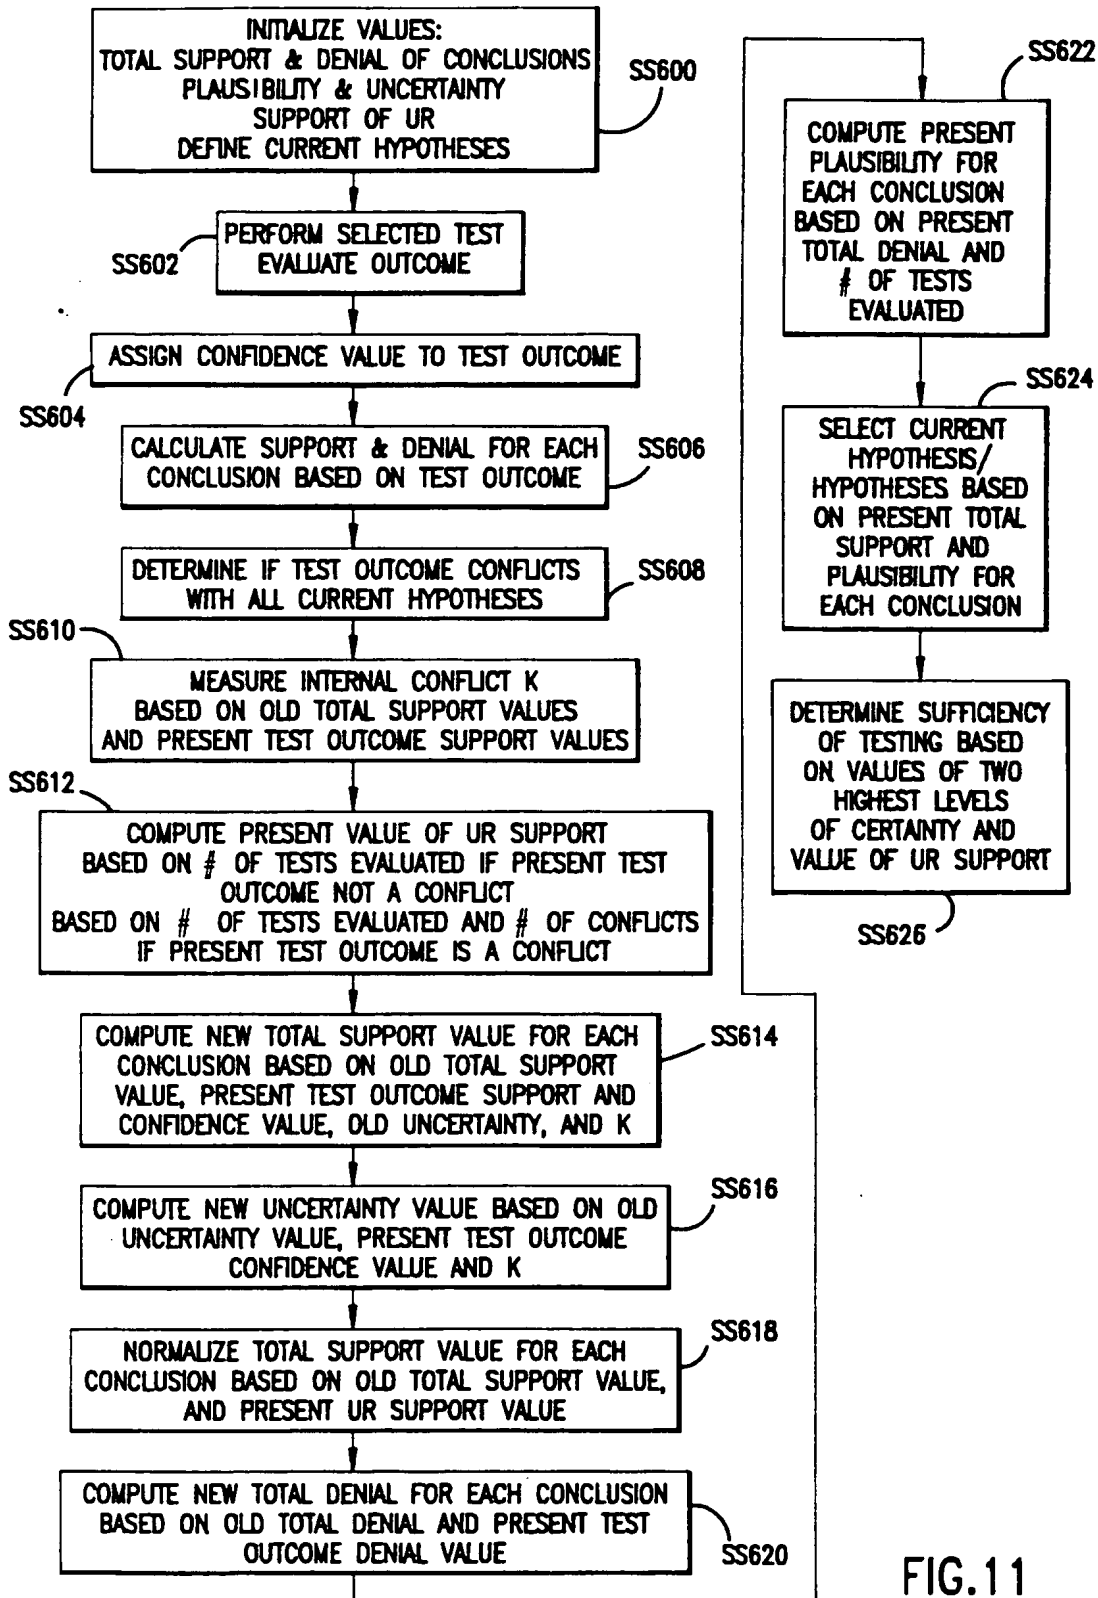 INITIALIZE VALUES:
TOTAL SUPPORT & DENIAL OF CONCLUSIONS
PLAUSIBILITY & UNCERTAINTY
SUPPORT OF UR
DEFINE CURRENT HYPOTHESES
SS600
PERFORM SELECTED TEST
EVALUATE OUTCOME
SS602
ASSIGN CONFIDENCE VALUE TO TEST OUTCOME
SS604
CALCULATE SUPPORT & DENIAL FOR EACH
CONCLUSION BASED ON TEST OUTCOME
SS606
DETERMINE IF TEST OUTCOME CONFLICTS
WITH ALL CURRENT HYPOTHESES
SS608
SS610
MEASURE INTERNAL CONFLICT K
BASED ON OLD TOTAL SUPPORT VALUES
AND PRESENT TEST OUTCOME SUPPORT VALUES
SS612
COMPUTE PRESENT VALUE OF UR SUPPORT
BASED ON # OF TESTS EVALUATED IF PRESENT TEST
OUTCOME NOT A CONFLICT
BASED ON # OF TESTS EVALUATED AND # OF CONFLICTS
IF PRESENT TEST OUTCOME IS A CONFLICT
COMPUTE NEW TOTAL SUPPORT VALUE FOR EACH
CONCLUSION BASED ON OLD TOTAL SUPPORT
VALUE, PRESENT TEST OUTCOME SUPPORT AND
CONFIDENCE VALUE, OLD UNCERTAINTY, AND K
SS614
COMPUTE NEW UNCERTAINTY VALUE BASED ON OLD
UNCERTAINTY VALUE, PRESENT TEST OUTCOME
CONFIDENCE VALUE AND K
SS616
NORMALIZE TOTAL SUPPORT VALUE FOR EACH
CONCLUSION BASED ON OLD TOTAL SUPPORT VALUE,
AND PRESENT UR SUPPORT VALUE
SS618
COMPUTE NEW TOTAL DENIAL FOR EACH CONCLUSION
BASED ON OLD TOTAL DENIAL AND PRESENT TEST
OUTCOME DENIAL VALUE
SS620
SS622
COMPUTE PRESENT
PLAUSIBILITY FOR
EACH CONCLUSION
BASED ON PRESENT
TOTAL DENIAL AND
# OF TESTS
EVALUATED
SS624
SELECT CURRENT
HYPOTHESIS/
HYPOTHESES BASED
ON PRESENT TOTAL
SUPPORT AND
PLAUSIBILITY FOR
EACH CONCLUSION
DETERMINE SUFFICIENCY
OF TESTING BASED
ON VALUES OF TWO
HIGHEST LEVELS
OF CERTAINTY AND
VALUE OF UR SUPPORT
SS626
FIG.11